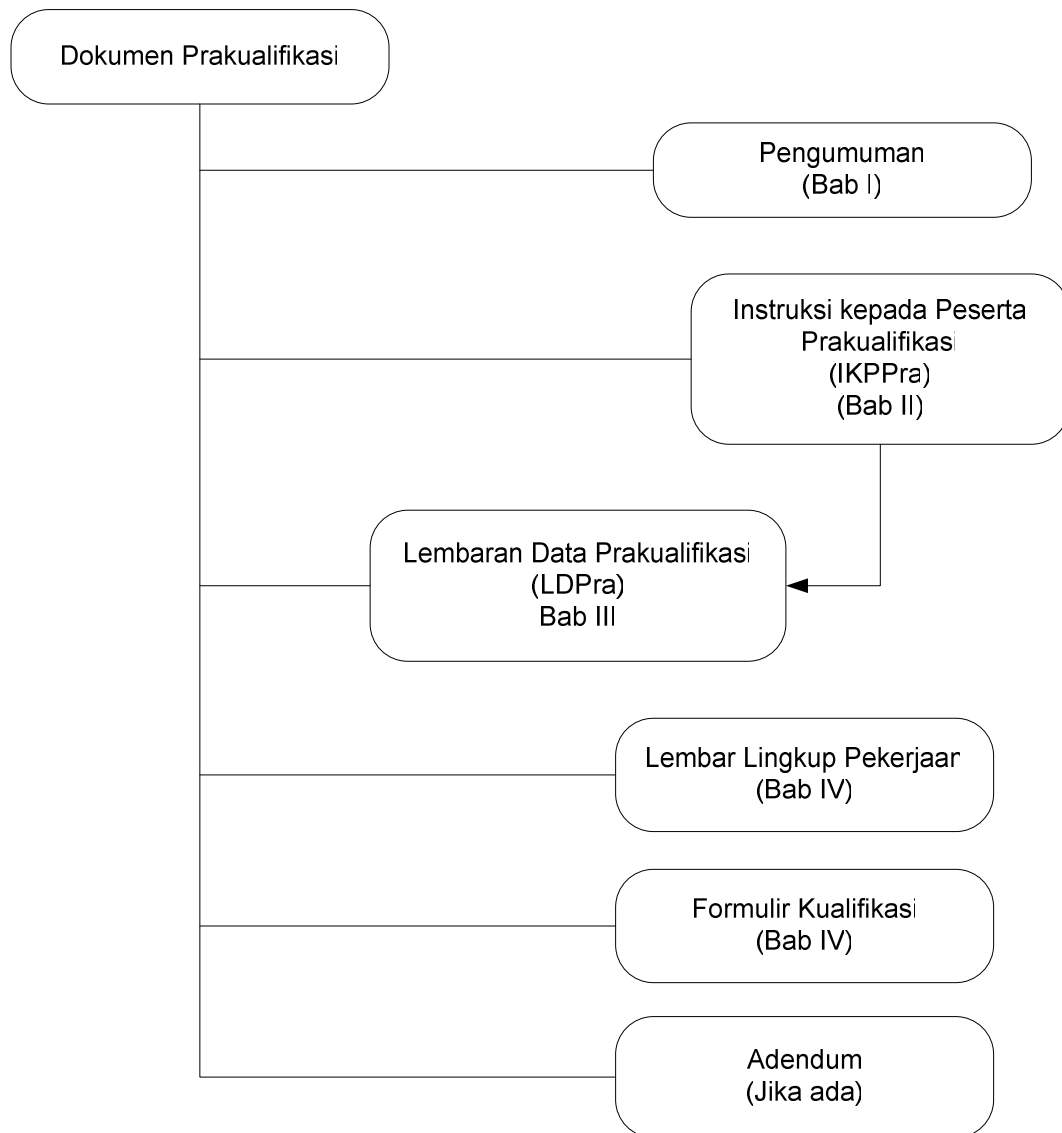 Dokumen Prakualifikasi
Pengumuman
(Bab I)
Instruksi kepada Peserta
Prakualifikasi
(IKPPra)
(Bab II)
Lembaran Data Prakualifikasi
(LDPra)
Bab III
Lembar Lingkup Pekerjaan
(Bab IV)
Formulir Kualifikasi
(Bab IV)
Adendum
(Jika ada)